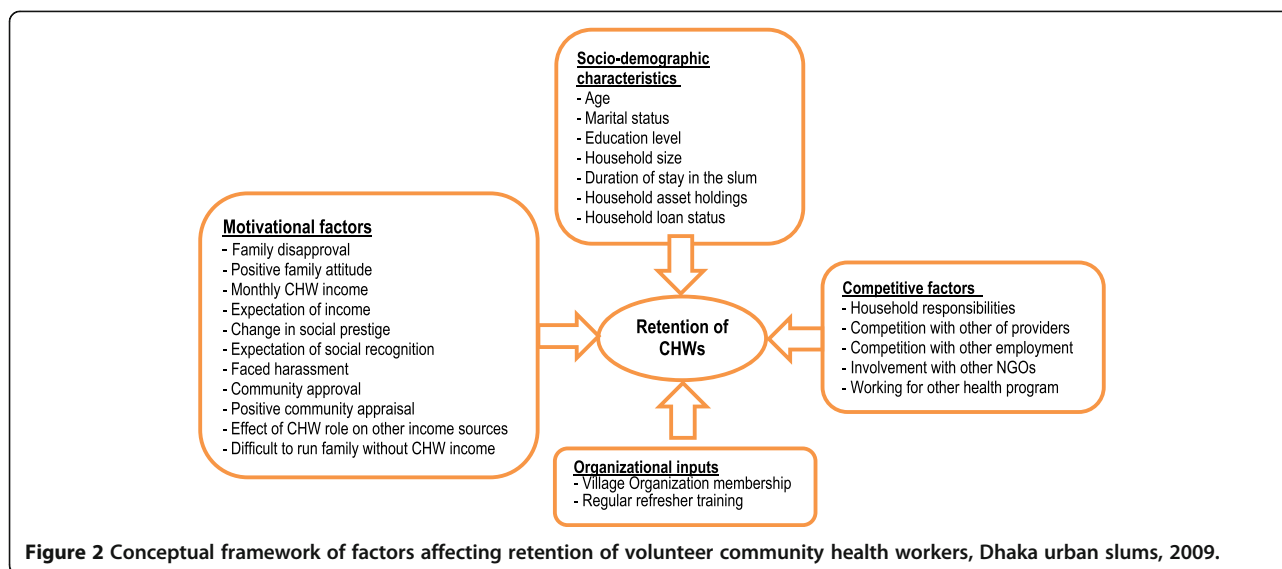 Socio-demographic
characteristics
- Age
- Marital status
- Education level
- Household size
- Duration of stay in the slum
- Household asset holdings
- Household loan status
Motivational factors
- Family disapproval
- Positive family attitude
- Monthly CHW income
- Expectation of income
- Change in social prestige
- Expectation of social recognition
- Faced harassment
- Community approval
- Positive community appraisal
- Effect of CHW role on other income sources
- Difficult to run family without CHW income
Retention of
CHWs
Competitive factors
- Household responsibilities
- Competition with other of providers
- Competition with other employment
- Involvement with other NGOs
- Working for other health program
Organizational inputs
- Village Organization membership
- Regular refresher training
Figure 2 Conceptual framework of factors affecting retention of volunteer community health workers, Dhaka urban slums, 2009.